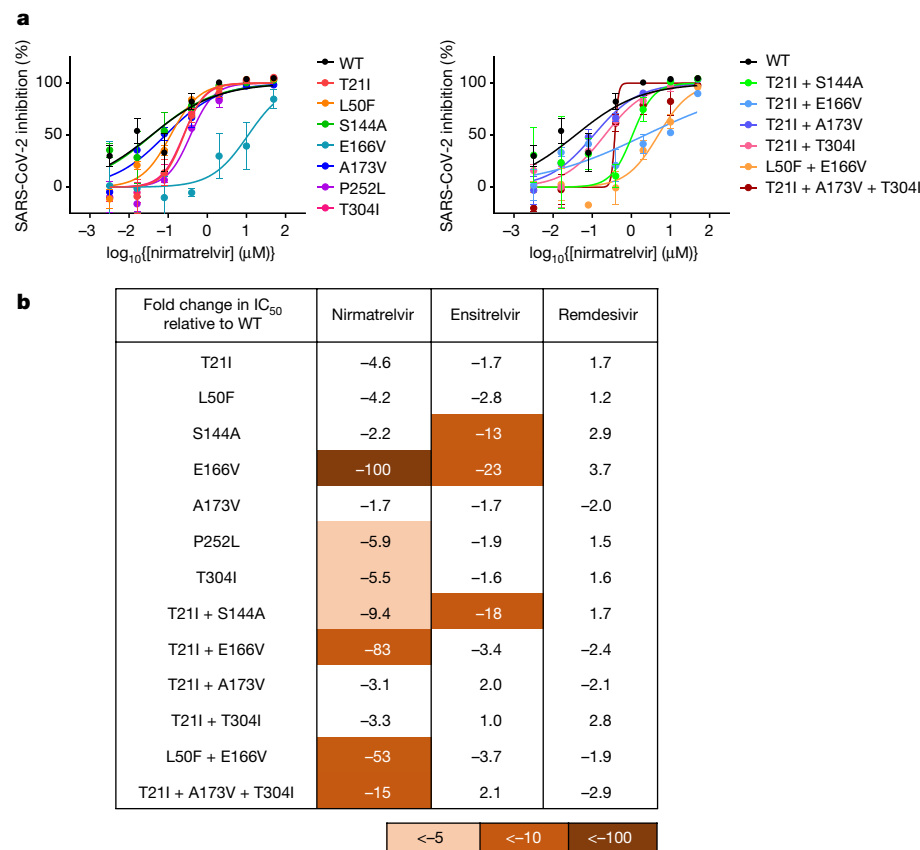 a
SARS-CoV-2 inhibition (%)
100
50
0
−3 −2 −1 0 1 2
log10{[nirmatrelvir] (μM)}
WT
T21I
L50F
S144A
E166V
A173V
P252L
T304I
SARS-CoV-2 inhibition (%)
100
50
0
−3 −2 −1 0 1 2
log10{[nirmatrelvir] (μM)}
WT
T21I + S144A
T21I + E166V
T21I + A173V
T21I + T304I
L50F + E166V
T21I + A173V + T304I
b
Fold change in IC50
relative to WT
Nirmatrelvir Ensitrelvir Remdesivir
T21I −4.6 −1.7 1.7
L50F −4.2 −2.8 1.2
S144A −2.2 −13 2.9
E166V −100 −23 3.7
A173V −1.7 −1.7 −2.0
P252L −5.9 −1.9 1.5
T304I −5.5 −1.6 1.6
T21I + S144A −9.4 −18 1.7
T21I + E166V −83 −3.4 −2.4
T21I + A173V −3.1 2.0 −2.1
T21I + T304I −3.3 1.0 2.8
L50F + E166V −53 −3.7 −1.9
T21I + A173V + T304I −15 2.1 −2.9
<−5 <−10 <−100